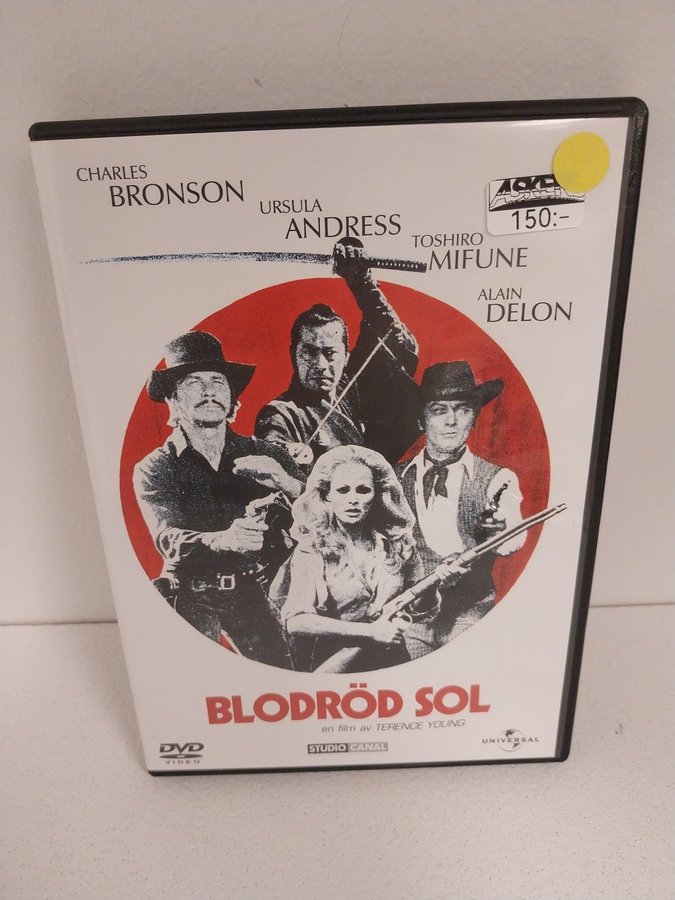 CHARLES
BRONSON
URSULA
ANDRESS
TOSHIRO
MIFUNE
ALAIN
DELON
150:-
BLODRÖD SOL
en film av TERENCE YOUNG
DVD
VIDEO
STUDIO CANAL
UNIVERSAL